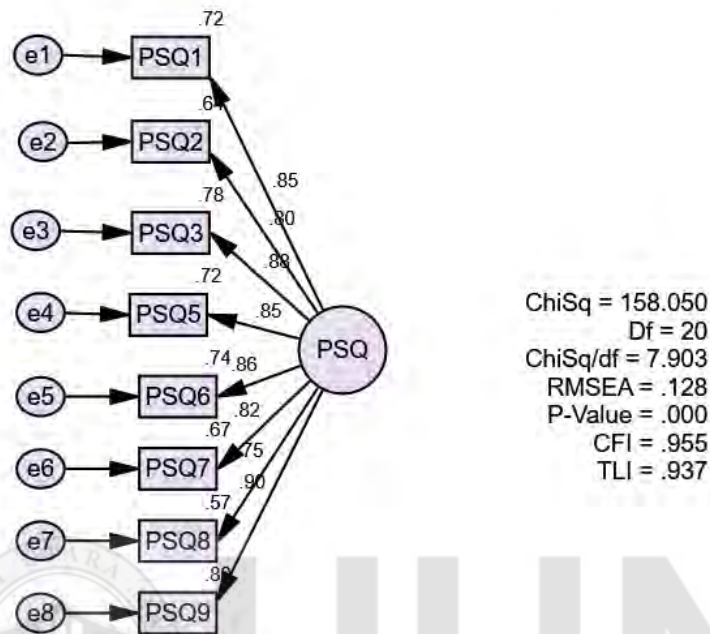 .72
e1
PSQ1
.64
e2
PSQ2
.85
.78
.80
e3
PSQ3
.88
.72
e4
PSQ5
.85
PSQ
.74
.86
e5
PSQ6
.82
.67
e6
PSQ7
.75
.90
.57
e7
PSQ8
e8
PSQ9
ChiSq = 158.050
Df = 20
ChiSq/df = 7.903
RMSEA = .128
P-Value = .000
CFI = .955
TLI = .937